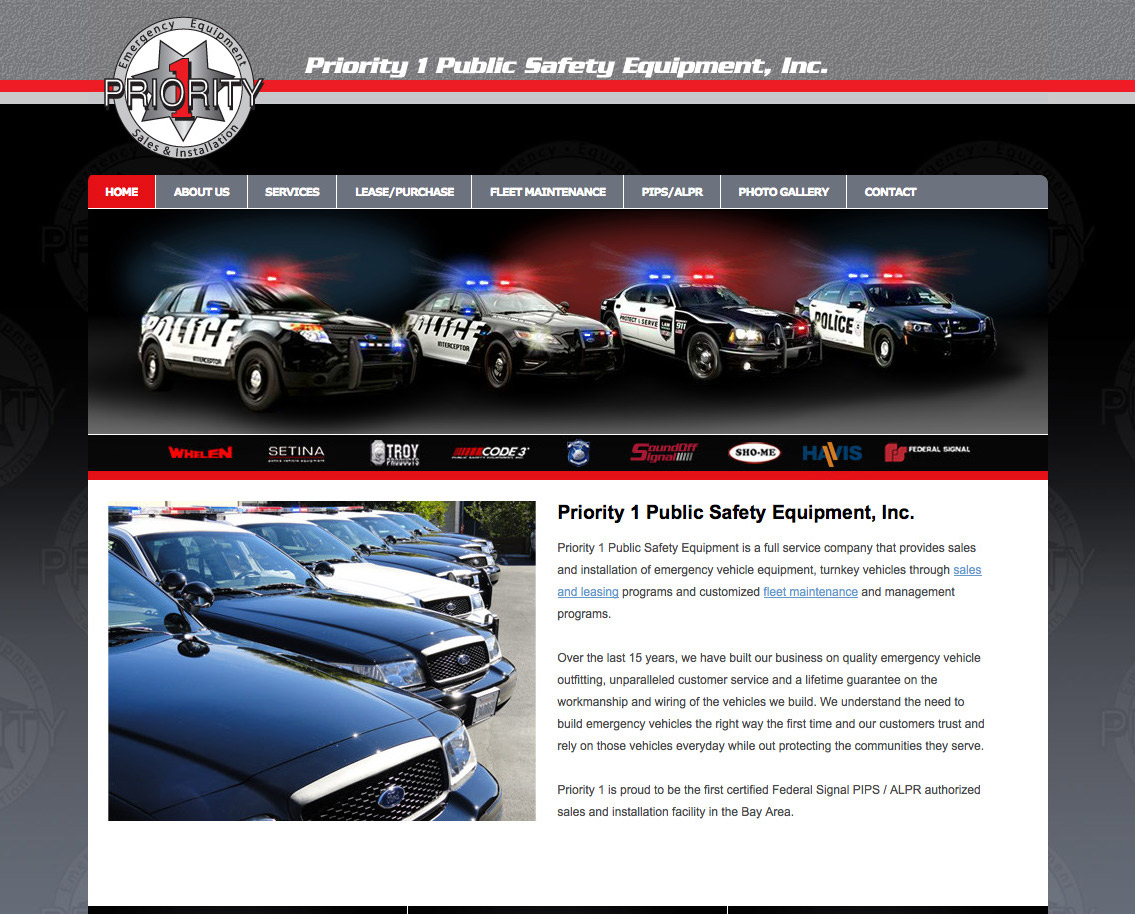 Emergency Equipment
PRIORITY
1
Sales & Installation
Priority 1 Public Safety Equipment, Inc.
HOME
ABOUT US
SERVICES
LEASE/PURCHASE
FLEET MAINTENANCE
PIPS/ALPR
PHOTO GALLERY
CONTACT
POLICE
INTERCEPTOR
POLICE
INTERCEPTOR
DODGE
PROTECT & SERVE
LAW
911
POLICE
WHELEN
SETINA
TROY
PRODUCTS
CODE 3
SoundOff
Signal
SHO-ME
HAVIS
FEDERAL SIGNAL
Priority 1 Public Safety Equipment, Inc.
Priority 1 Public Safety Equipment is a full service company that provides sales
and installation of emergency vehicle equipment, turnkey vehicles through sales
and leasing programs and customized fleet maintenance and management
programs.
Over the last 15 years, we have built our business on quality emergency vehicle
outfitting, unparalleled customer service and a lifetime guarantee on the
workmanship and wiring of the vehicles we build. We understand the need to
build emergency vehicles the right way the first time and our customers trust and
rely on those vehicles everyday while out protecting the communities they serve.
Priority 1 is proud to be the first certified Federal Signal PIPS / ALPR authorized
sales and installation facility in the Bay Area.